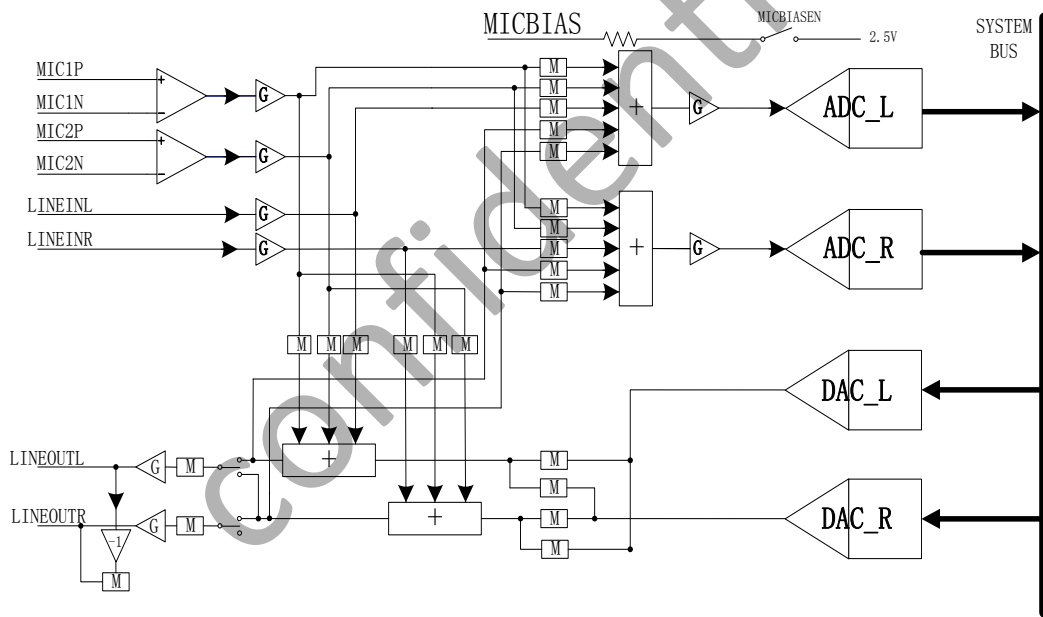 MICBIAS
MICBIASEN
2.5V
SYSTEM
BUS
MIC1P
MIC1N
MIC2P
MIC2N
LINEINL
LINEINR
+
-
+
-
G
G
G
G
M
M
M
M
M
+
G
ADC_L
M
M
M
M
M
+
G
ADC_R
M
M
M
M
M
M
DAC_L
LINEOUTL
G
M
+
M
M
LINEOUTR
G
M
+
M
M
DAC_R
-1
M
confidenti